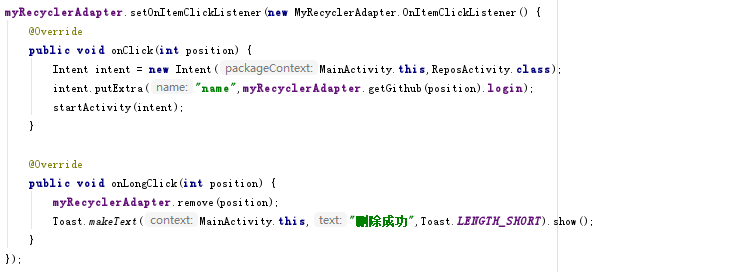 myRecyclerAdapter.setOnItemClickListener(new MyRecyclerAdapter.OnItemClickListener() {
@Override
public void onClick(int position) {
Intent intent = new Intent( packageContext: MainActivity.this,ReposActivity.class);
intent.putExtra( name: "name",myRecyclerAdapter.getGithub(position).login);
startActivity(intent);
}
@Override
public void onLongClick(int position) {
myRecyclerAdapter.remove(position);
Toast.makeText( context: MainActivity.this, text: "删除成功",Toast.LENGTH_SHORT).show();
}
});